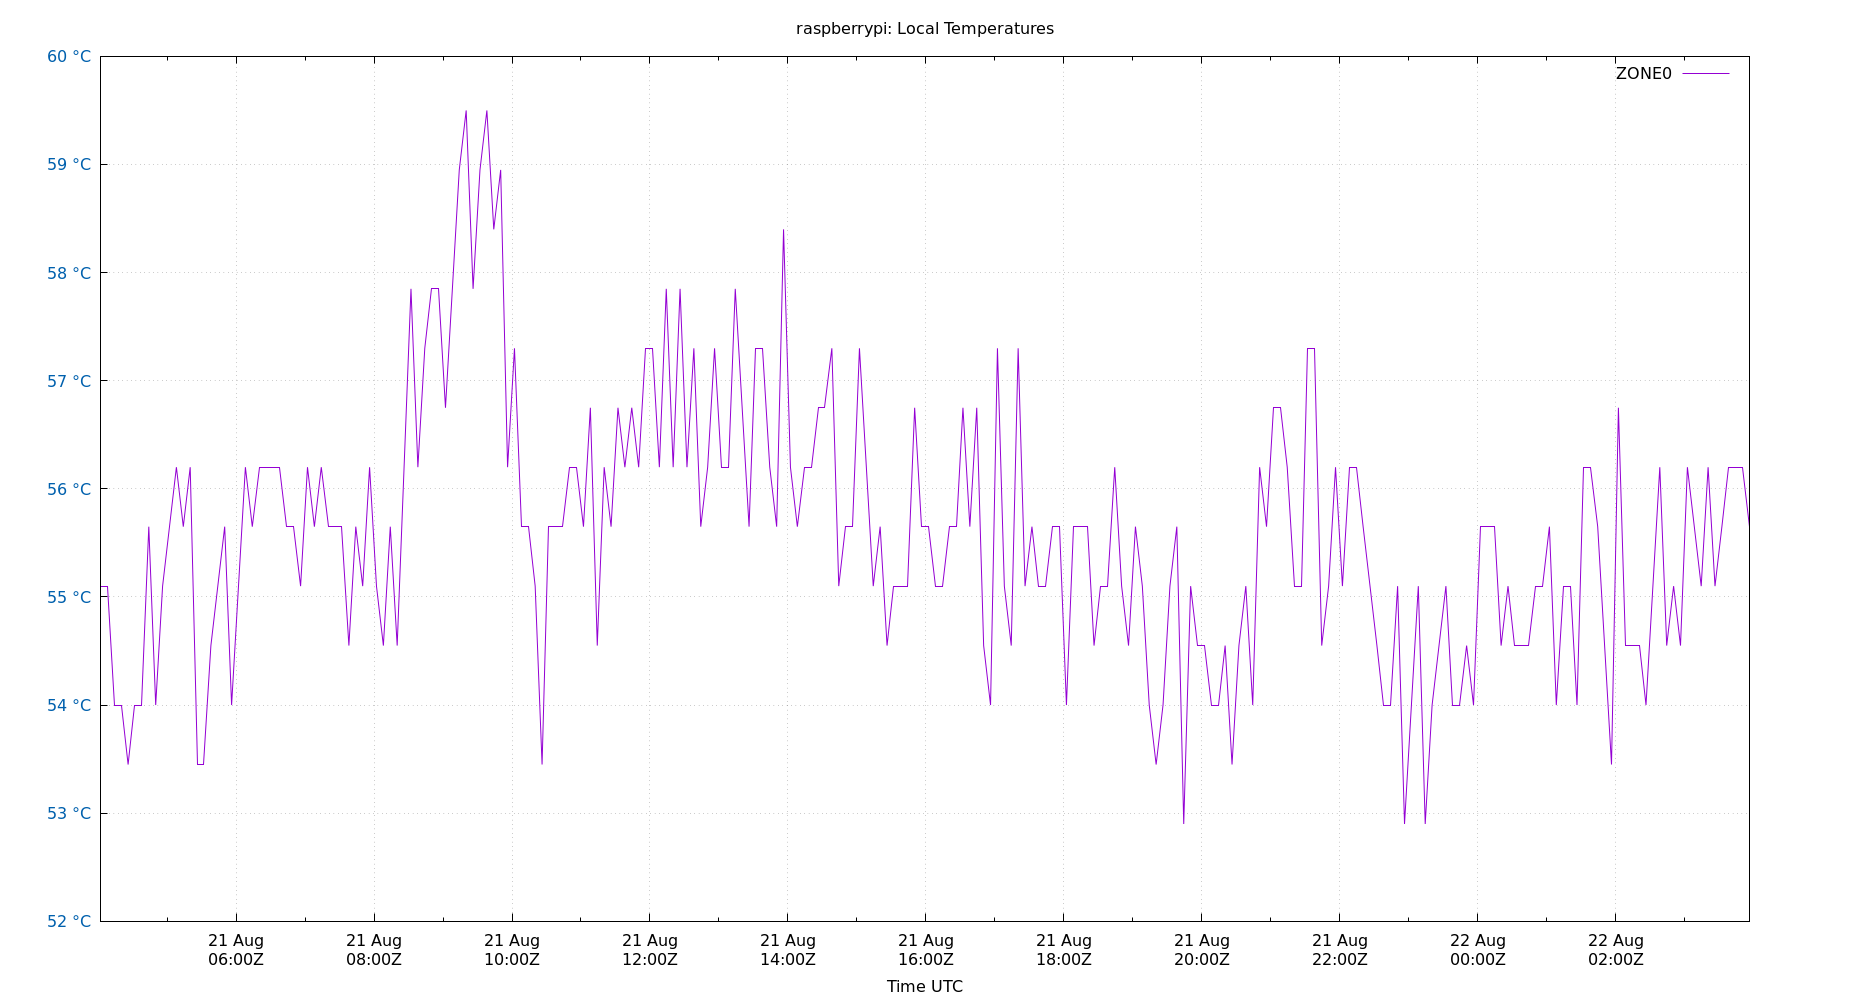 raspberrypi: Local Temperatures
60 °C
ZONE0
59 °C
58 °C
57 °C
56 °C
55 °C
54 °C
53 °C
52 °C
21 Aug 21 Aug 21 Aug 21 Aug 21 Aug 21 Aug 21 Aug 21 Aug 21 Aug 22 Aug 22 Aug
06:00Z 08:00Z 10:00Z 12:00Z 14:00Z 16:00Z 18:00Z 20:00Z 22:00Z 00:00Z 02:00Z
Time UTC